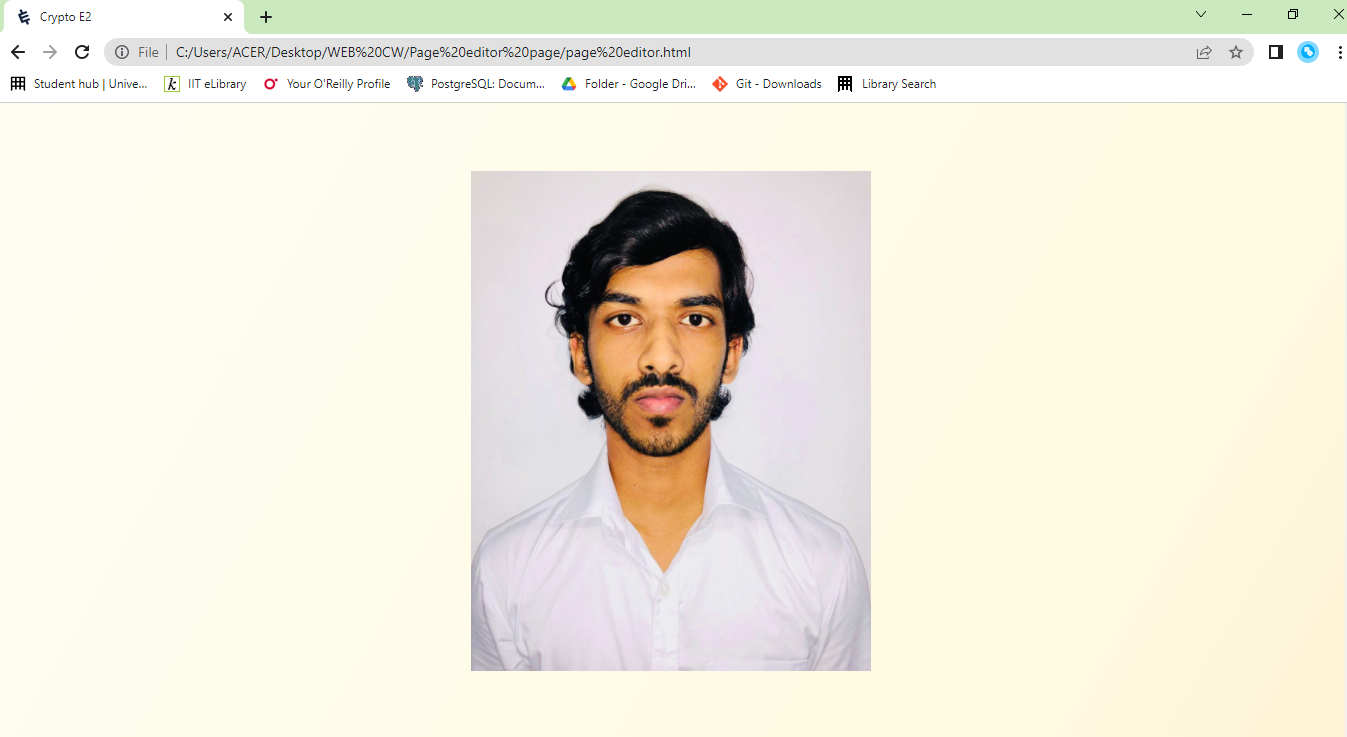 Crypto E2
File | C:/Users/ACER/Desktop/WEB%20CW/Page%20editor%20page/page%20editor.html
Student hub | Unive... IIT eLibrary Your O'Reilly Profile PostgreSQL: Docum... Folder - Google Dri... Git - Downloads Library Search